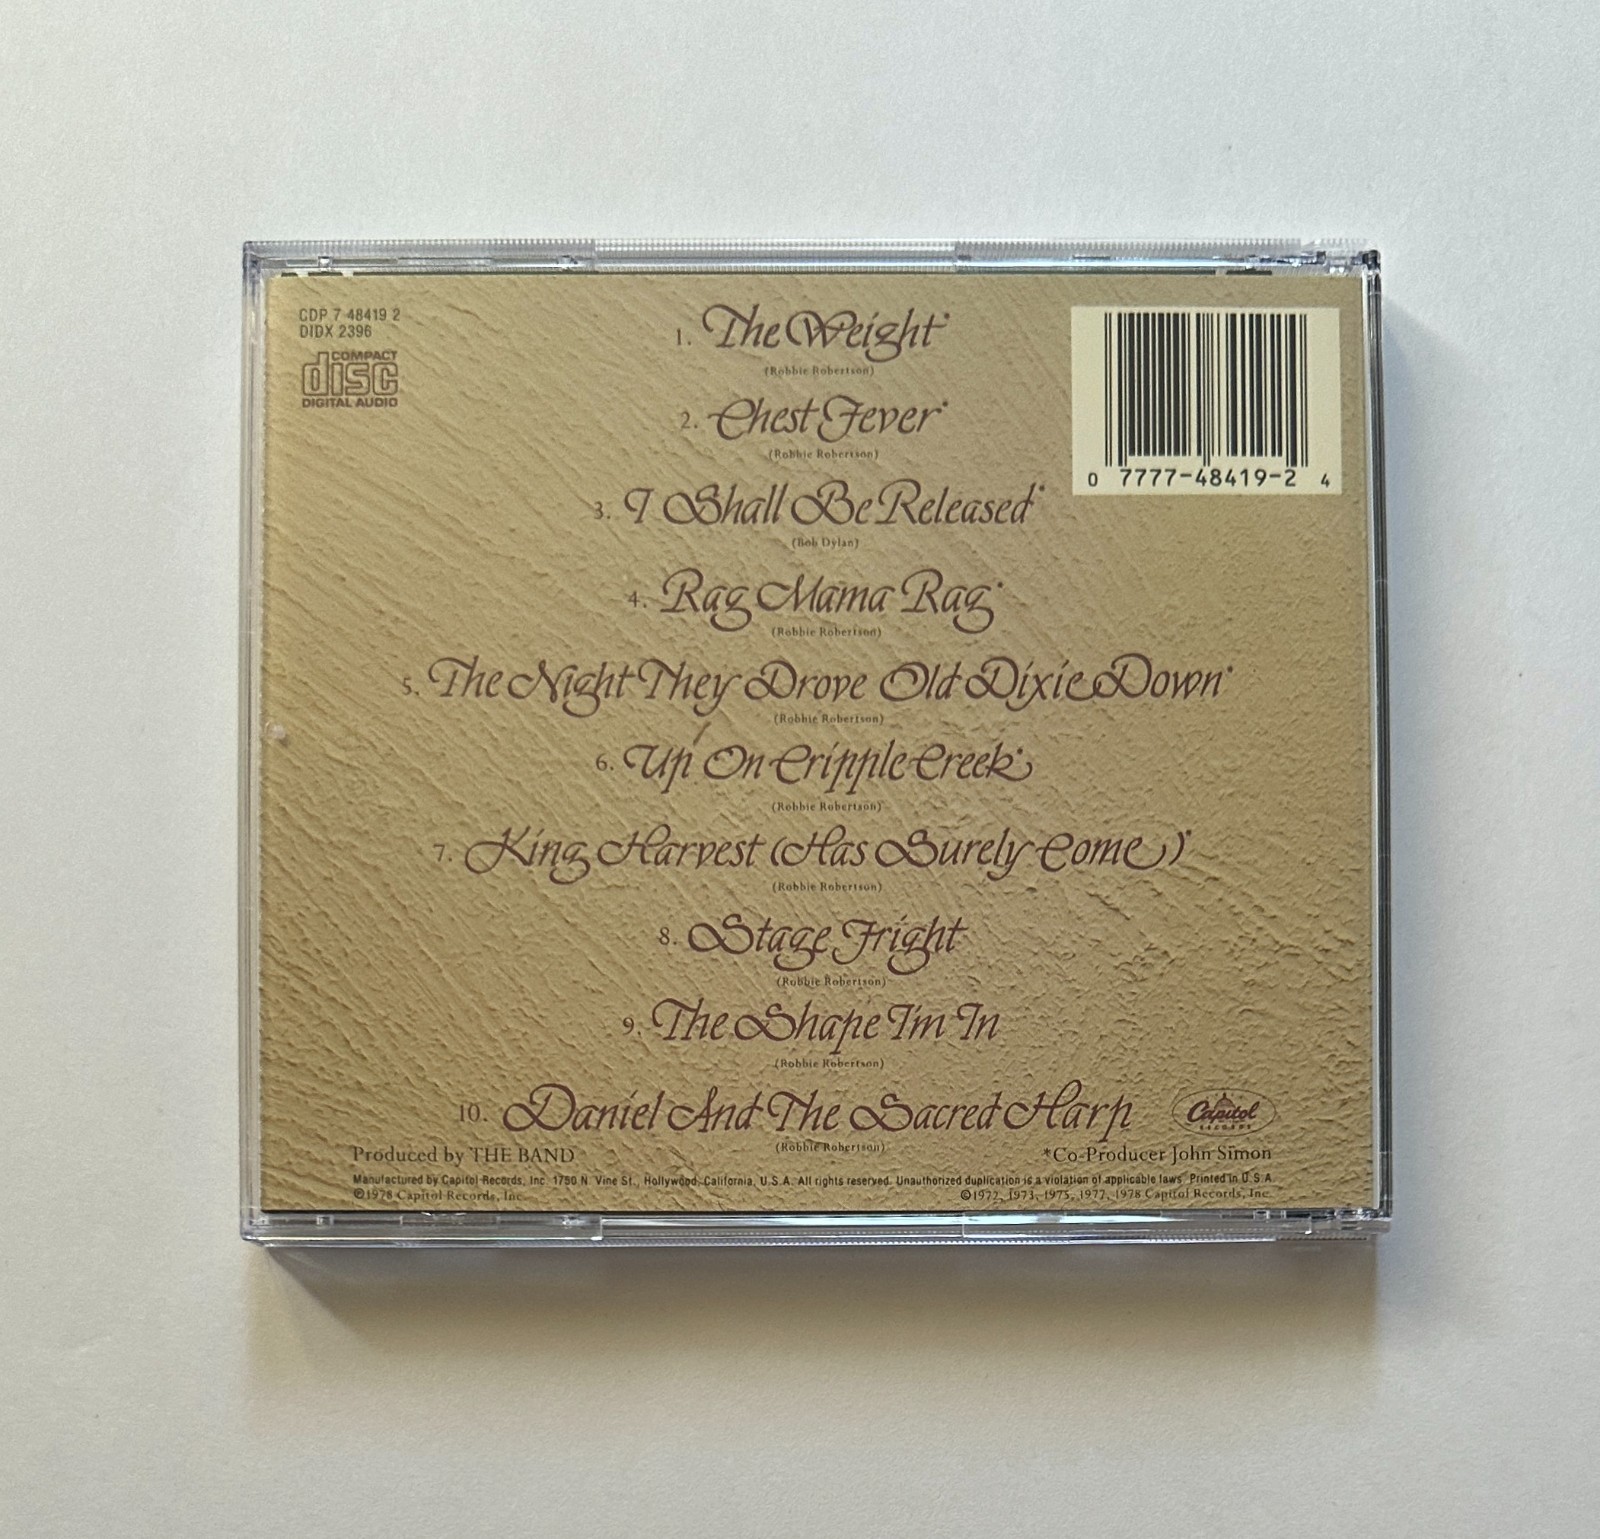 CDP 7 48419 2
DIDX 2396
COMPACT
disc
DIGITAL AUDIO
0 7777-48419-2 4
1. The Weight*
(Robbie Robertson)
2. Chest Fever*
(Robbie Robertson)
3. I Shall Be Released*
(Bob Dylan)
4. Rag Mama Rag*
(Robbie Robertson)
5. The Night They Drove Old Dixie Down*
(Robbie Robertson)
6. Up On Cripple Creek*
(Robbie Robertson)
7. King Harvest (Has Surely Come)*
(Robbie Robertson)
8. Stage Fright
(Robbie Robertson)
9. The Shape I'm In
(Robbie Robertson)
10. Daniel And The Sacred Harp
(Robbie Robertson)
Capitol
RECORDS
Produced by THE BAND
*Co-Producer John Simon
Manufactured by Capitol Records, Inc. 1750 N. Vine St., Hollywood, California, U.S.A. All rights reserved. Unauthorized duplication is a violation of applicable laws. Printed in U.S.A.
℗1978 Capitol Records, Inc.
©1972, 1973, 1975, 1977, 1978 Capitol Records, Inc.